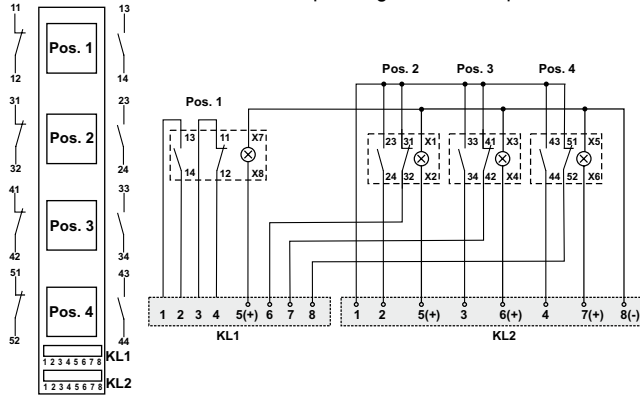 11 13
Pos. 1
12 14
31 23
Pos. 2
32 24
41 33
Pos. 3
42 34
51 43
Pos. 4
52 44
KL1
1 2 3 4 5 6 7 8
KL2
1 2 3 4 5 6 7 8
Pos. 1
13 11 X7
14 12 X8
Pos. 2 Pos. 3 Pos. 4
23 31 X1 33 41 X3 43 51 X5
24 32 X2 34 42 X4 44 52 X6
1 2 3 4 5(+) 6 7 8
KL1
1 2 5(+) 3 6(+) 4 7(+) 8(-)
KL2